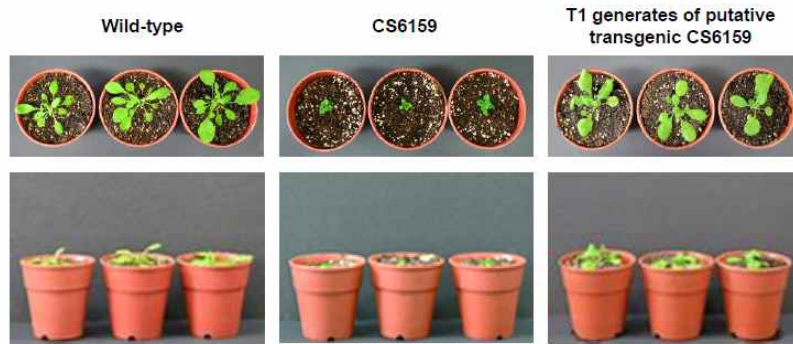 Wild-type
CS6159
T1 generates of putative
transgenic CS6159